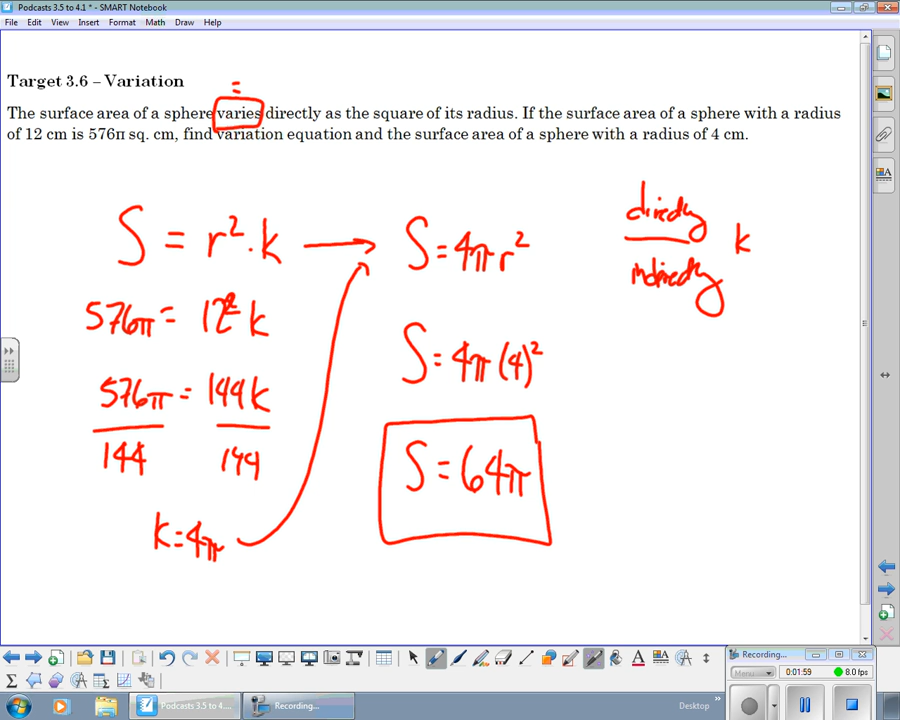 Podcasts 3.5 to 4.1 * - SMART Notebook
File Edit View Insert Format Math Draw Help
Target 3.6 – Variation
=
The surface area of a sphere varies directly as the square of its radius. If the surface area of a sphere with a radius
of 12 cm is 576π sq. cm, find variation equation and the surface area of a sphere with a radius of 4 cm.
S = r² · k
S = 4πr²
directly
indirectly
k
576π = 12² k
S = 4π(4)²
576π = 144k
144 144
S = 64π
k = 4π
Recording...
Menu
01:59
8.0 fps
Podcasts 3.5 to 4....
Recording...
Desktop